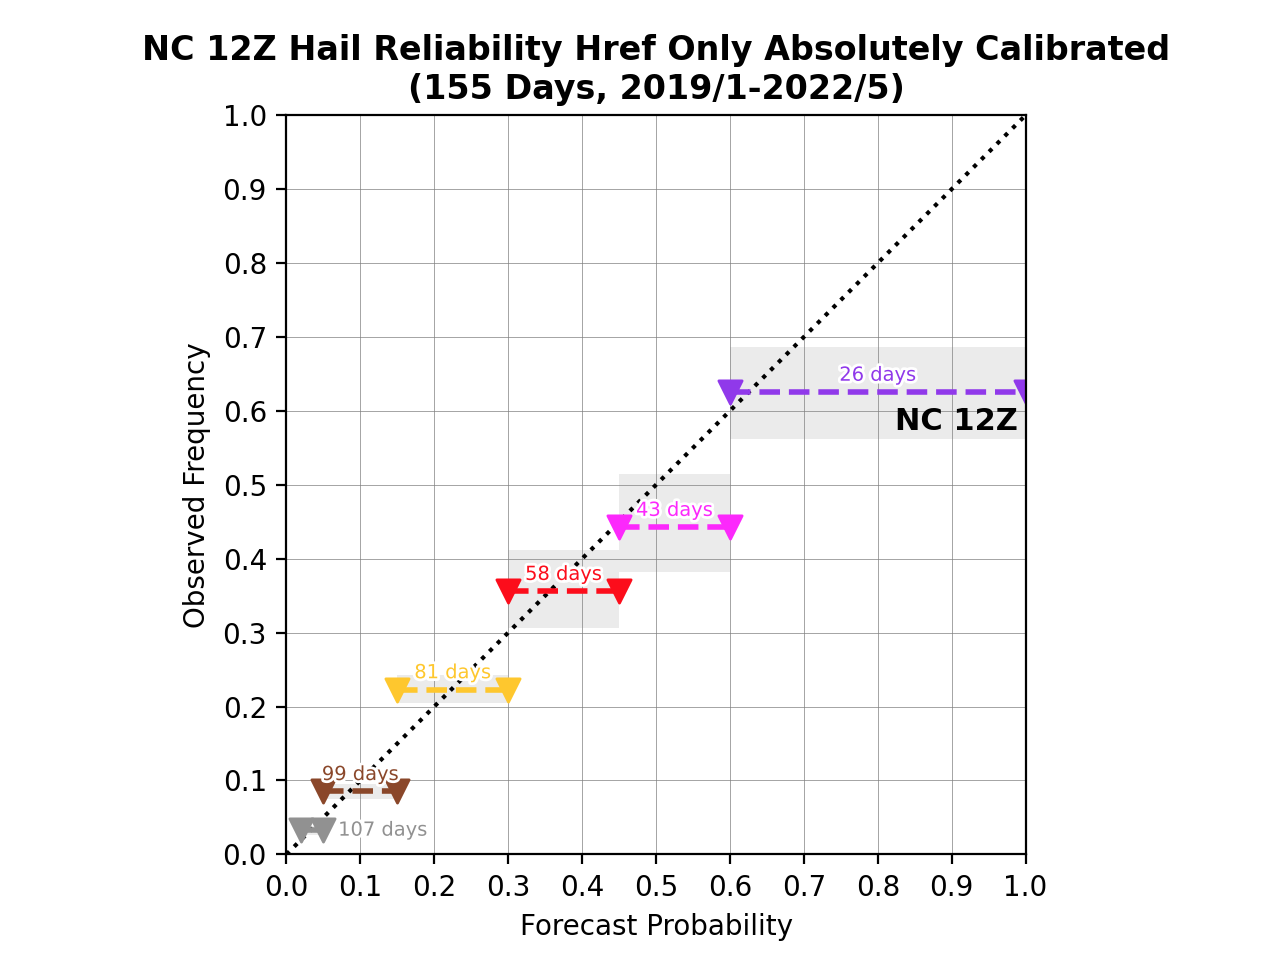 NC 12Z Hail Reliability Href Only Absolutely Calibrated
(155 Days, 2019/1-2022/5)
1.0
0.9
0.8
0.7
0.6
0.5
0.4
0.3
0.2
0.1
0.0
Observed Frequency
26 days
NC 12Z
43 days
58 days
81 days
99 days
107 days
0.0 0.1 0.2 0.3 0.4 0.5 0.6 0.7 0.8 0.9 1.0
Forecast Probability